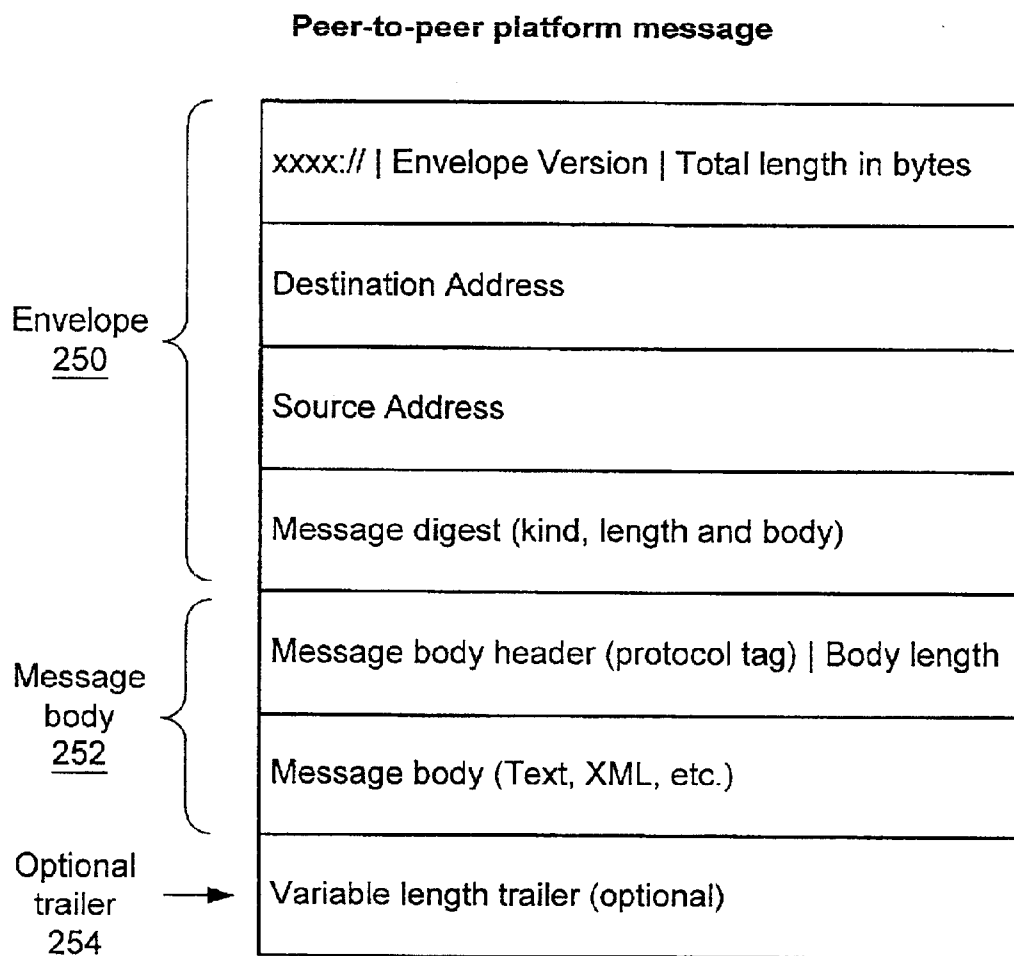 Peer-to-peer platform message
xxxx:// | Envelope Version | Total length in bytes
Destination Address
Envelope
250
Source Address
Message digest (kind, length and body)
Message body header (protocol tag) | Body length
Message
body
252
Message body (Text, XML, etc.)
Optional
trailer
254
Variable length trailer (optional)